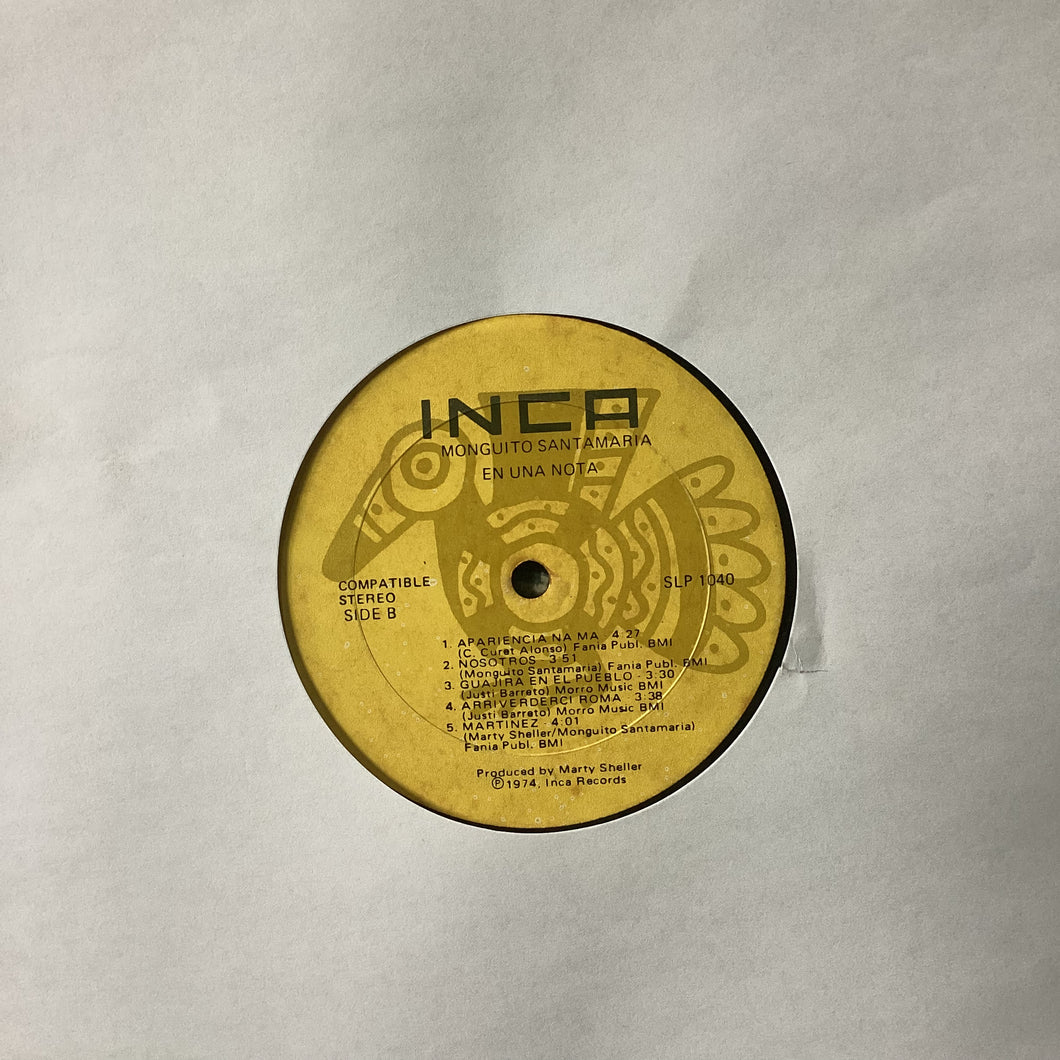 INCA
MONGUITO SANTAMARIA
EN UNA NOTA
COMPATIBLE
STEREO
SIDE B
SLP 1040
1. APARIENCIA NA MA - 4:27
(C. Curet Alonso) Fania Publ. BMI
2. NOSOTROS - 3:51
(Monguito Santamaria) Fania Publ. BMI
3. GUAJIRA EN EL PUEBLO - 3:30
(Justi Barreto) Morro Music BMI
4. ARRIVERDERCI ROMA - 3:38
(Justi Barreto) Morro Music BMI
5. MARTINEZ - 4:01
(Marty Sheller/Monguito Santamaria)
Fania Publ. BMI
Produced by Marty Sheller
℗1974, Inca Records